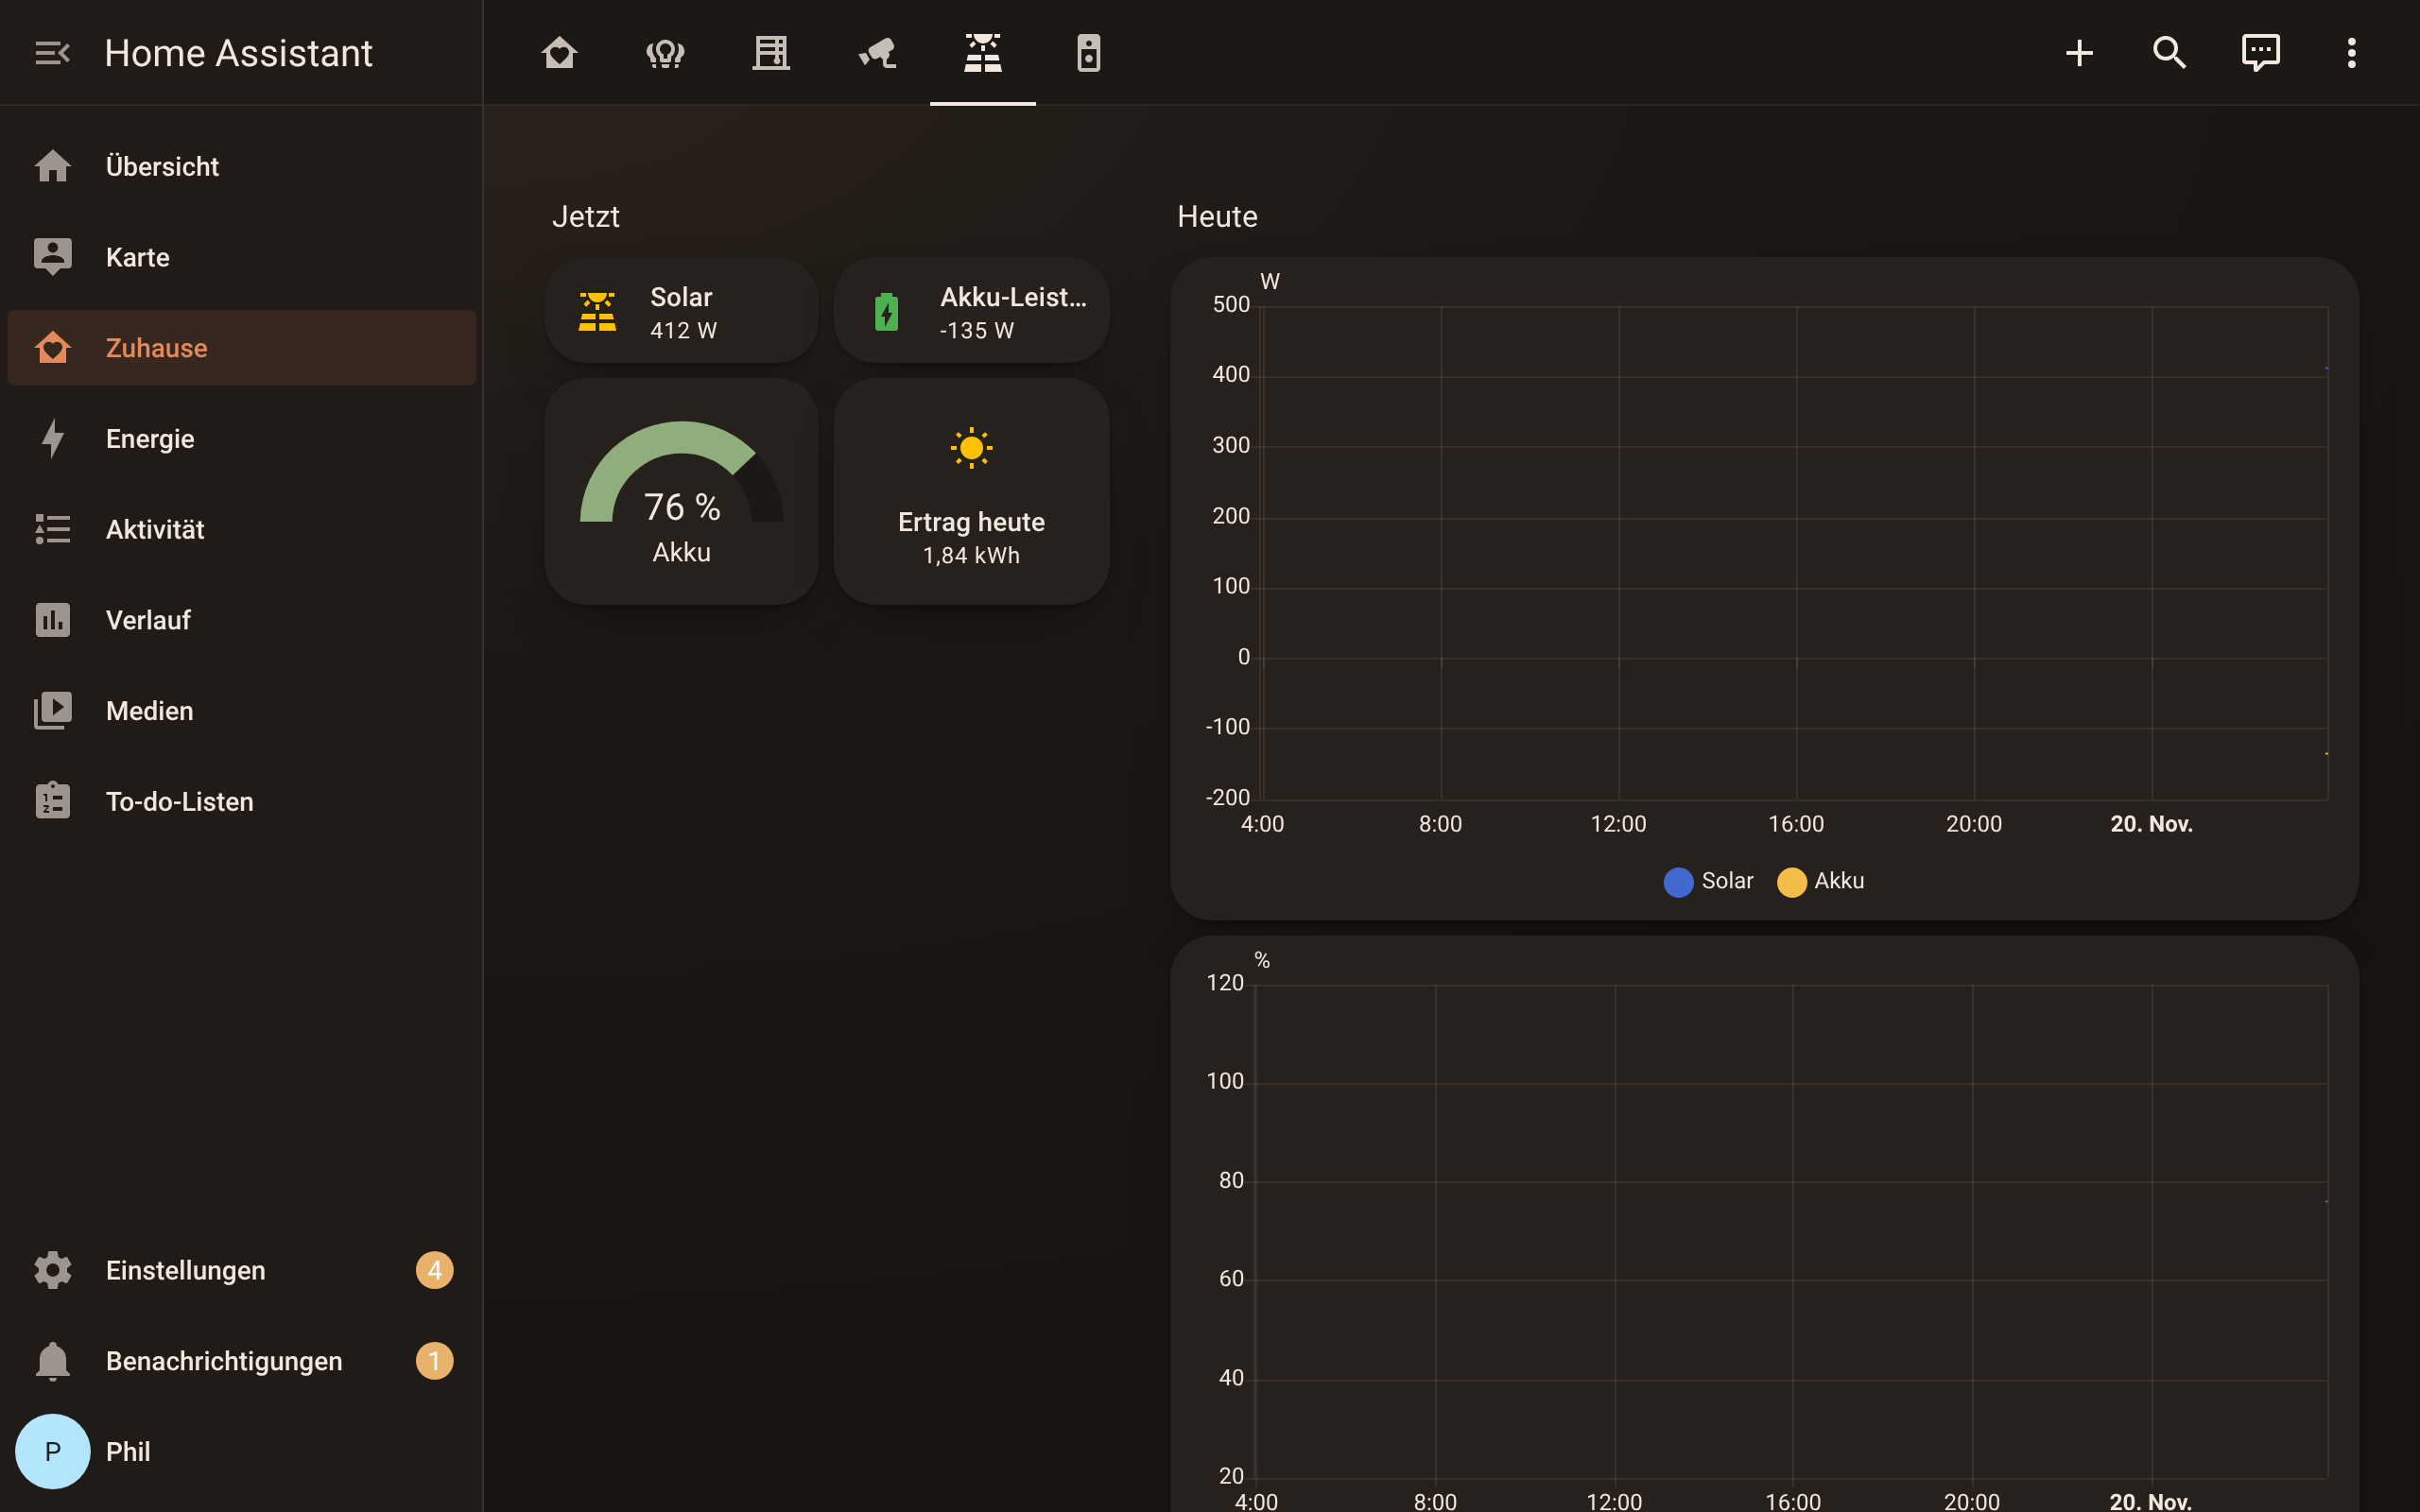 Home Assistant
Übersicht
Karte
Zuhause
Energie
Aktivität
Verlauf
Medien
To-do-Listen
Einstellungen 4
Benachrichtigungen 1
P Phil
Jetzt
Solar
412 W
Akku-Leist...
-135 W
76 %
Akku
Ertrag heute
1,84 kWh
Heute
W
500
400
300
200
100
0
-100
-200
4:00 8:00 12:00 16:00 20:00 20. Nov.
Solar Akku
%
120
100
80
60
40
20
4:00 8:00 12:00 16:00 20:00 20. Nov.